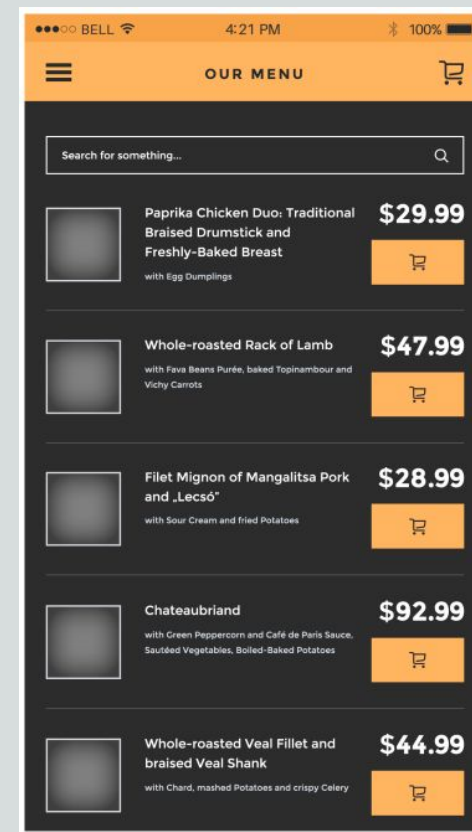 BELL 4:21 PM 100%
OUR MENU
Search for something...
Paprika Chicken Duo: Traditional
Braised Drumstick and
Freshly-Baked Breast
with Egg Dumplings
$29.99
Whole-roasted Rack of Lamb
with Fava Beans Purée, baked Topinambour and
Vichy Carrots
$47.99
Filet Mignon of Mangalitsa Pork
and „Lecsó”
with Sour Cream and fried Potatoes
$28.99
Chateaubriand
with Green Peppercorn and Café de Paris Sauce,
Sautéed Vegetables, Boiled-Baked Potatoes
$92.99
Whole-roasted Veal Fillet and
braised Veal Shank
with Chard, mashed Potatoes and crispy Celery
$44.99